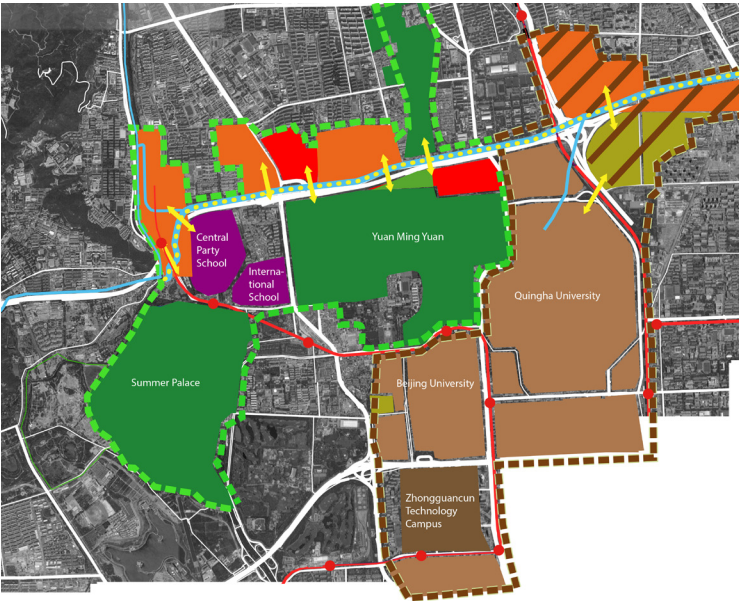 Central
Party
School
Interna-
tional
School
Yuan Ming Yuan
Quingha University
Summer Palace
Beijing University
Zhongguancun
Technology
Campus